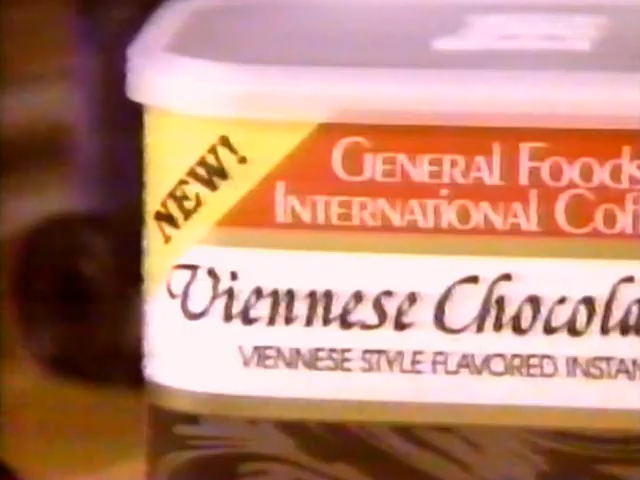 NEW!
GENERAL FOODS
INTERNATIONAL COF
Viennese Chocola
VIENNESE STYLE FLAVORED INSTAN